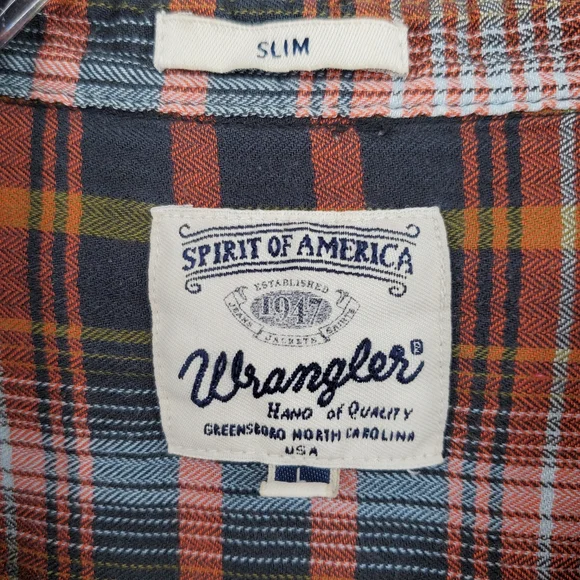 SLIM
SPIRIT OF AMERICA
ESTABLISHED
1947
JEANS JACKETS SHIRTS
Wrangler
HAND OF QUALITY
GREENSBORO NORTH CAROLINA
USA